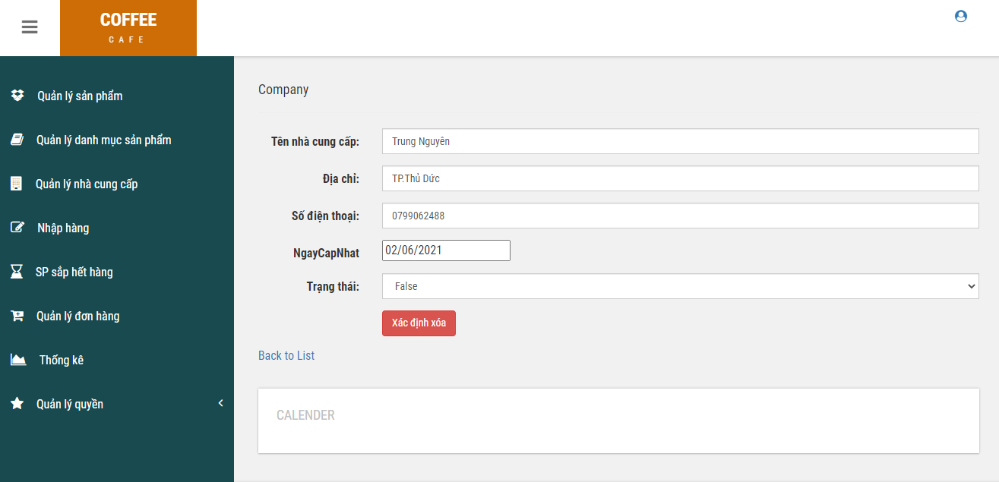 COFFEE
CAFE
Quản lý sản phẩm
Quản lý danh mục sản phẩm
Quản lý nhà cung cấp
Nhập hàng
SP sắp hết hàng
Quản lý đơn hàng
Thống kê
Quản lý quyền
Company
Tên nhà cung cấp: Trung Nguyên
Địa chỉ: TP.Thủ Dức
Số điện thoại: 0799062488
NgayCapNhat 02/06/2021
Trạng thái: False
Xác định xóa
Back to List
CALENDER